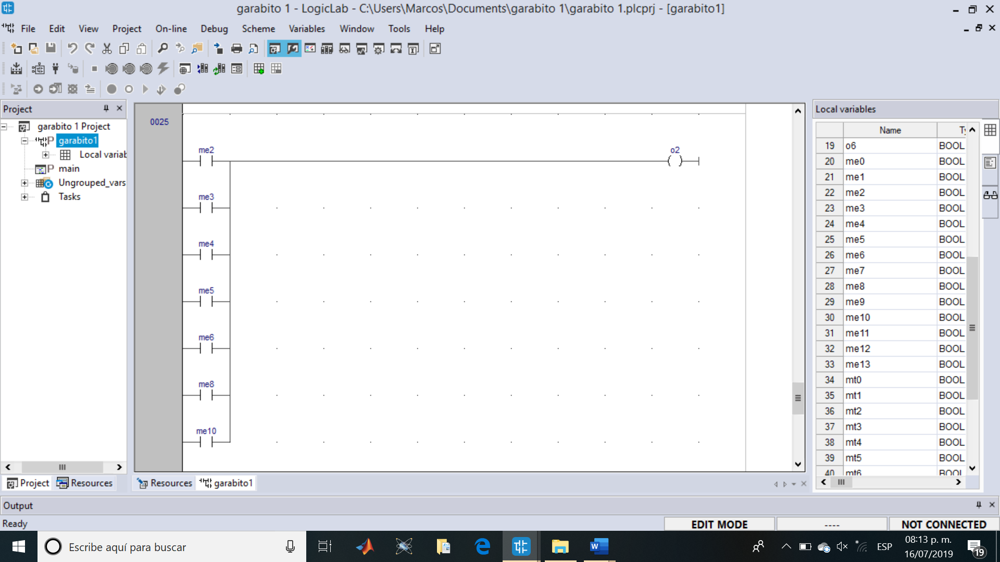 garabito 1 - LogicLab - C:\Users\Marcos\Documents\garabito 1\garabito 1.plcprj - [garabito1]
File Edit View Project On-line Debug Scheme Variables Window Tools Help
Project
garabito 1 Project
garabito1
Local variab
main
Ungrouped_vars
Tasks
Project Resources
0025
me2 o2
me3
me4
me5
me6
me8
me10
Resources garabito1
Local variables
Name Ty
19 o6 BOOL
20 me0 BOOL
21 me1 BOOL
22 me2 BOOL
23 me3 BOOL
24 me4 BOOL
25 me5 BOOL
26 me6 BOOL
27 me7 BOOL
28 me8 BOOL
29 me9 BOOL
30 me10 BOOL
31 me11 BOOL
32 me12 BOOL
33 me13 BOOL
34 mt0 BOOL
35 mt1 BOOL
36 mt2 BOOL
37 mt3 BOOL
38 mt4 BOOL
39 mt5 BOOL
40 mt6 BOOL
Output
Ready EDIT MODE ---- NOT CONNECTED
Escribe aquí para buscar
ESP
08:13 p. m.
16/07/2019
19